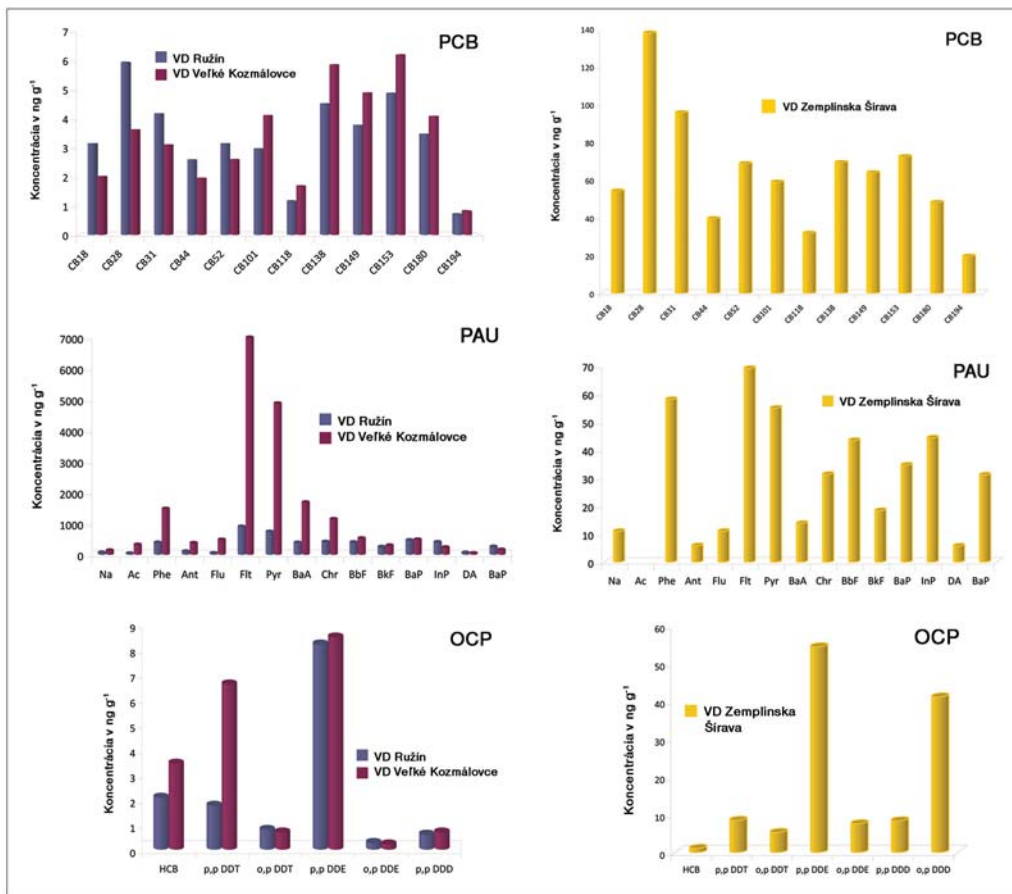 PCB
Koncentrácia v ng g⁻¹
7
6
5
4
3
2
1
0
VD Ružín
VD Veľké Kozmálovce
CB18 CB28 CB31 CB44 CB52 CB101 CB118 CB138 CB149 CB153 CB180 CB194
PCB
Koncentrácia v ng g⁻¹
140
120
100
80
60
40
20
0
VD Zemplinska Šírava
CB18 CB28 CB31 CB44 CB52 CB101 CB118 CB138 CB149 CB153 CB180 CB194
PAU
Koncentrácia v ng g⁻¹
7000
6000
5000
4000
3000
2000
1000
0
VD Ružín
VD Veľké Kozmálovce
Na Ac Phe Ant Flu Flt Pyr BaA Chr BbF BkF BaP InP DA BaP
PAU
Koncentrácia v ng g⁻¹
70
60
50
40
30
20
10
0
VD Zemplinska Šírava
Na Ac Phe Ant Flu Flt Pyr BaA Chr BbF BkF BaP InP DA BaP
OCP
Koncentrácia v ng g⁻¹
9
8
7
6
5
4
3
2
1
0
VD Ružín
VD Veľké Kozmálovce
HCB p,p DDT o,p DDT p,p DDE o,p DDE p,p DDD
OCP
Koncentrácia v ng g⁻¹
60
50
40
30
20
10
0
VD Zemplinska
Šírava
HCB p,p DDT o,p DDT p,p DDE o,p DDE p,p DDD o,p DDD